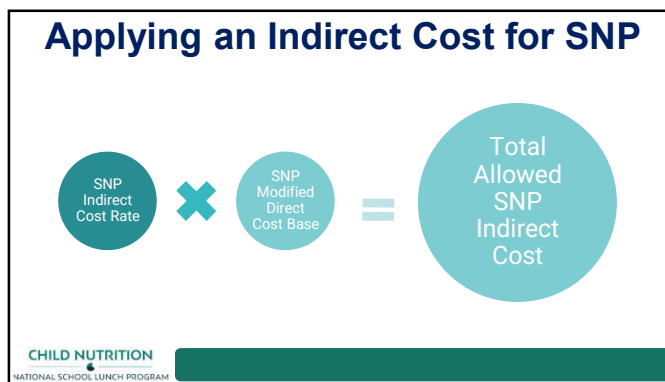 Applying an Indirect Cost for SNP
SNP
Indirect
Cost Rate
SNP
Modified
Direct
Cost Base
=
Total
Allowed
SNP
Indirect
Cost
CHILD NUTRITION
NATIONAL SCHOOL LUNCH PROGRAM